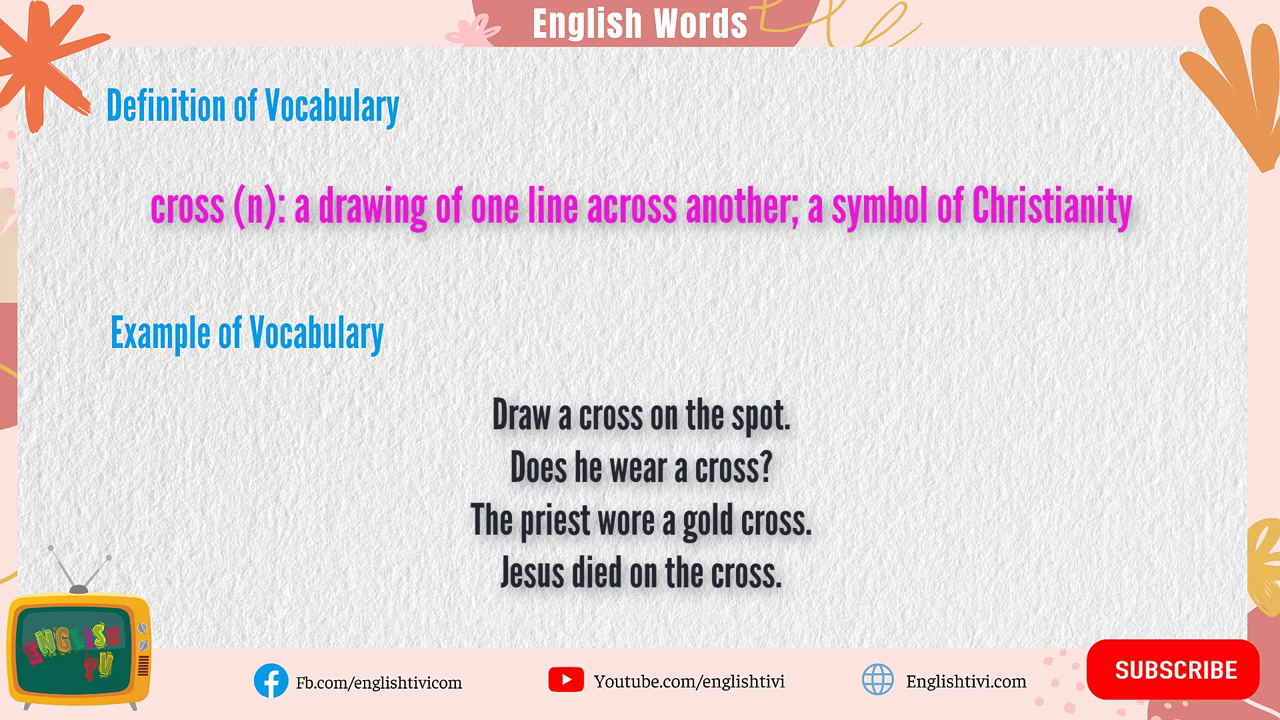 English Words
Definition of Vocabulary
cross (n): a drawing of one line across another; a symbol of Christianity
Example of Vocabulary
Draw a cross on the spot.
Does he wear a cross?
The priest wore a gold cross.
Jesus died on the cross.
ENGLISH
TV
Fb.com/englishtivicom
Youtube.com/englishtivi
Englishtivi.com
SUBSCRIBE